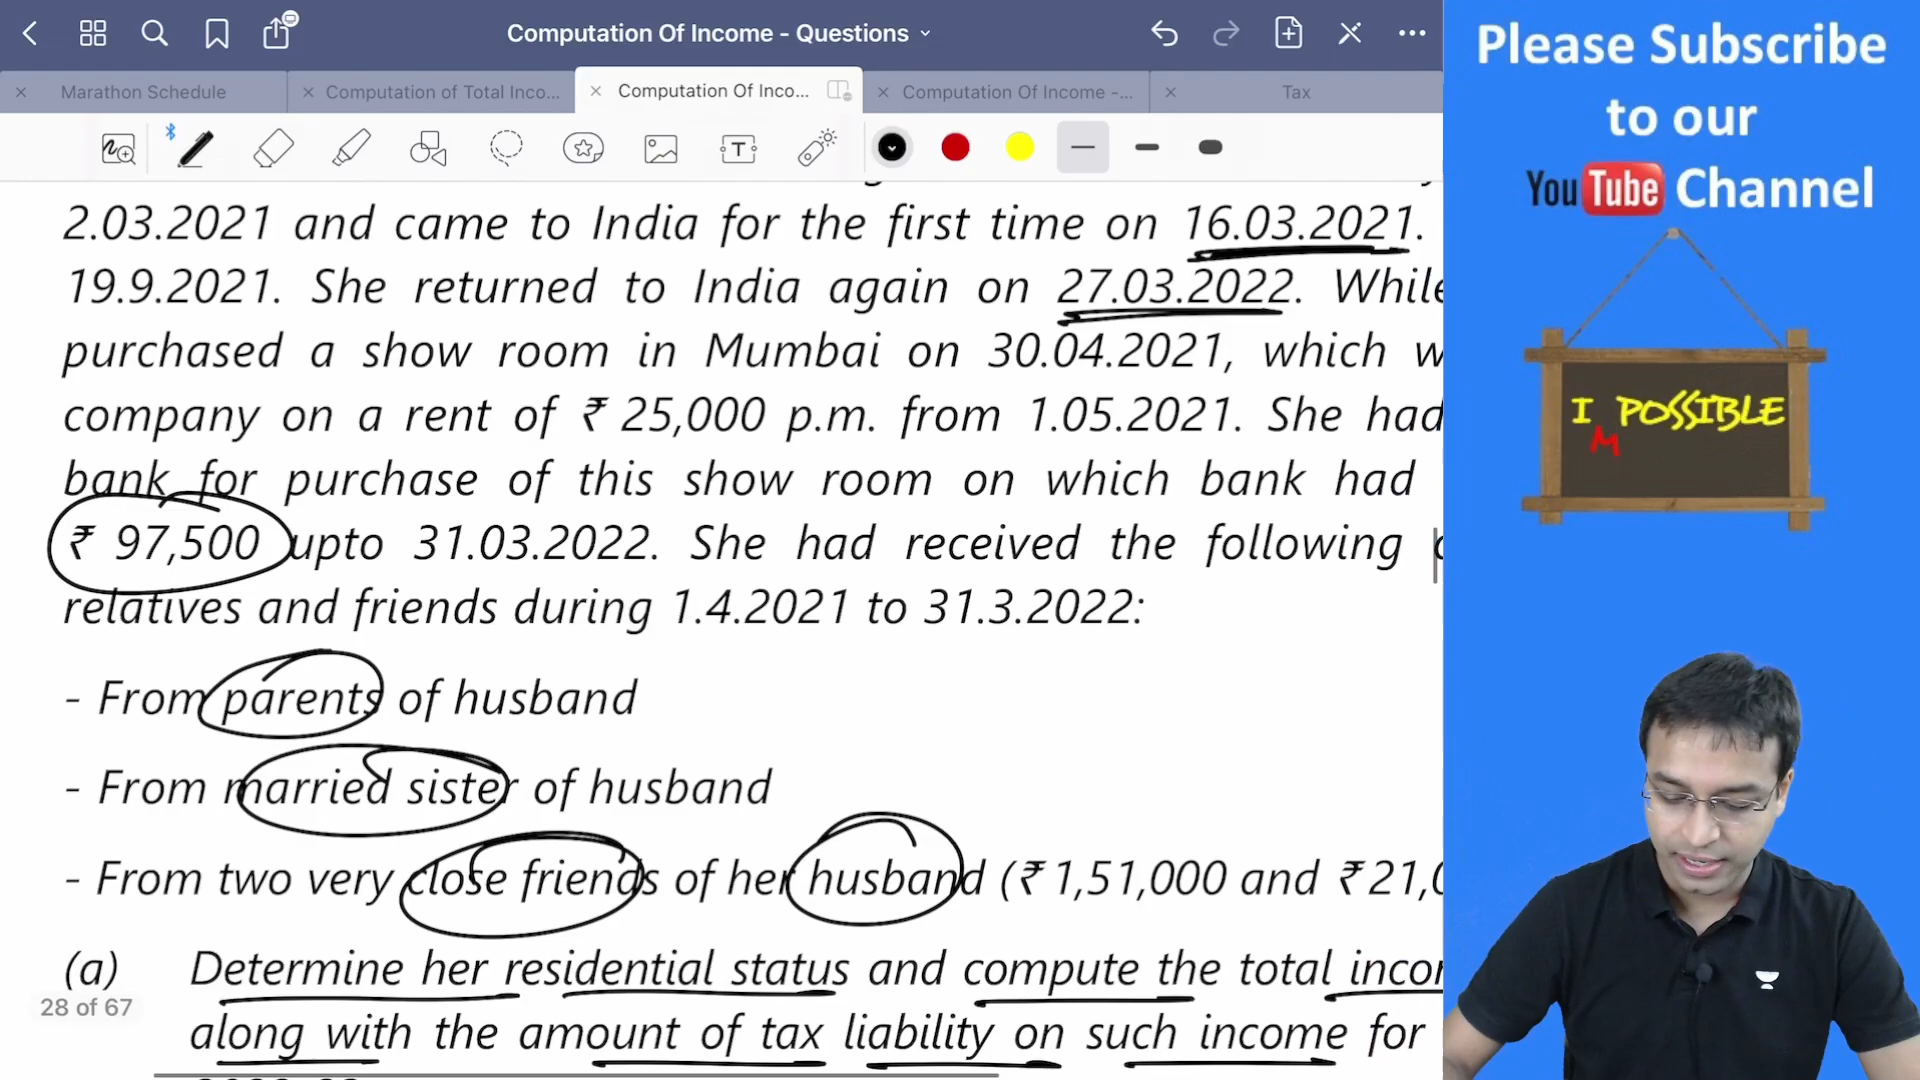 Computation Of Income - Questions
Marathon Schedule
Computation of Total Inco...
Computation Of Inco...
Computation Of Income -...
Tax
2.03.2021 and came to India for the first time on 16.03.2021.
19.9.2021. She returned to India again on 27.03.2022. While
purchased a show room in Mumbai on 30.04.2021, which w
company on a rent of ₹ 25,000 p.m. from 1.05.2021. She had
bank for purchase of this show room on which bank had
₹ 97,500 upto 31.03.2022. She had received the following
relatives and friends during 1.4.2021 to 31.3.2022:
- From parents of husband
- From married sister of husband
- From two very close friends of her husband (₹ 1,51,000 and ₹ 21,0
(a) Determine her residential status and compute the total incom
along with the amount of tax liability on such income for
28 of 67
Please Subscribe
to our
YouTube Channel
I POSSIBLE
M